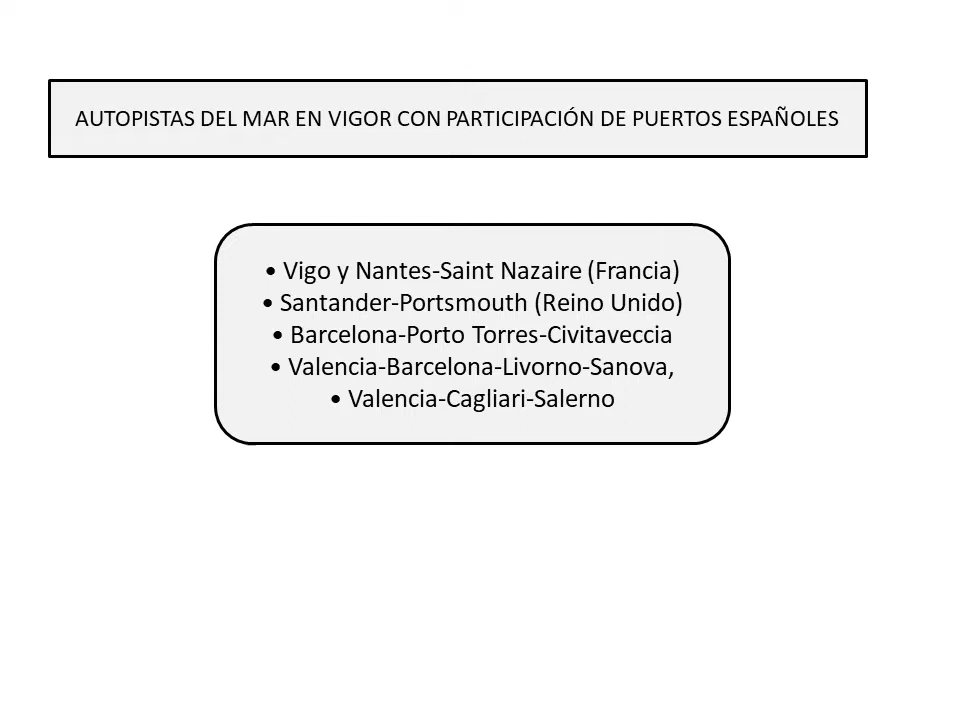 AUTOPISTAS DEL MAR EN VIGOR CON PARTICIPACIÓN DE PUERTOS ESPAÑOLES
• Vigo y Nantes-Saint Nazaire (Francia)
• Santander-Portsmouth (Reino Unido)
• Barcelona-Porto Torres-Civitaveccia
• Valencia-Barcelona-Livorno-Sanova,
• Valencia-Cagliari-Salerno